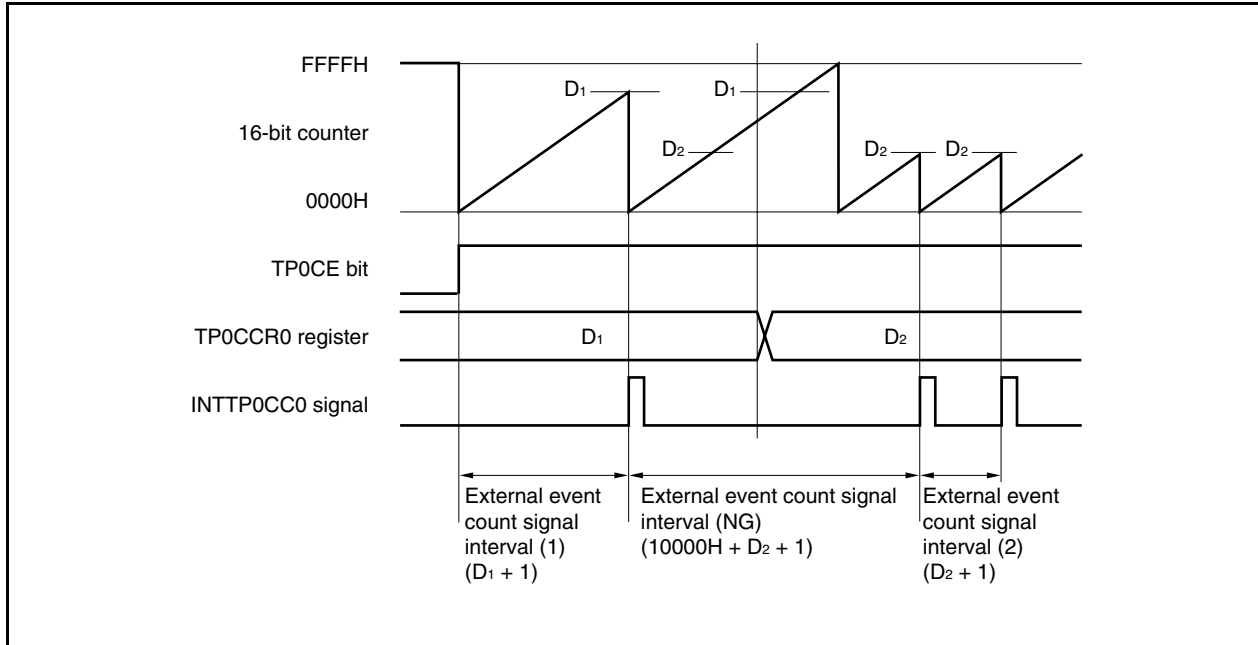 FFFFH
D1
D1
16-bit counter
D2
D2
D2
0000H
TP0CE bit
TP0CCR0 register
D1
D2
INTTP0CC0 signal
External event
count signal
interval (1)
(D1 + 1)
External event count signal
interval (NG)
(10000H + D2 + 1)
External event
count signal
interval (2)
(D2 + 1)